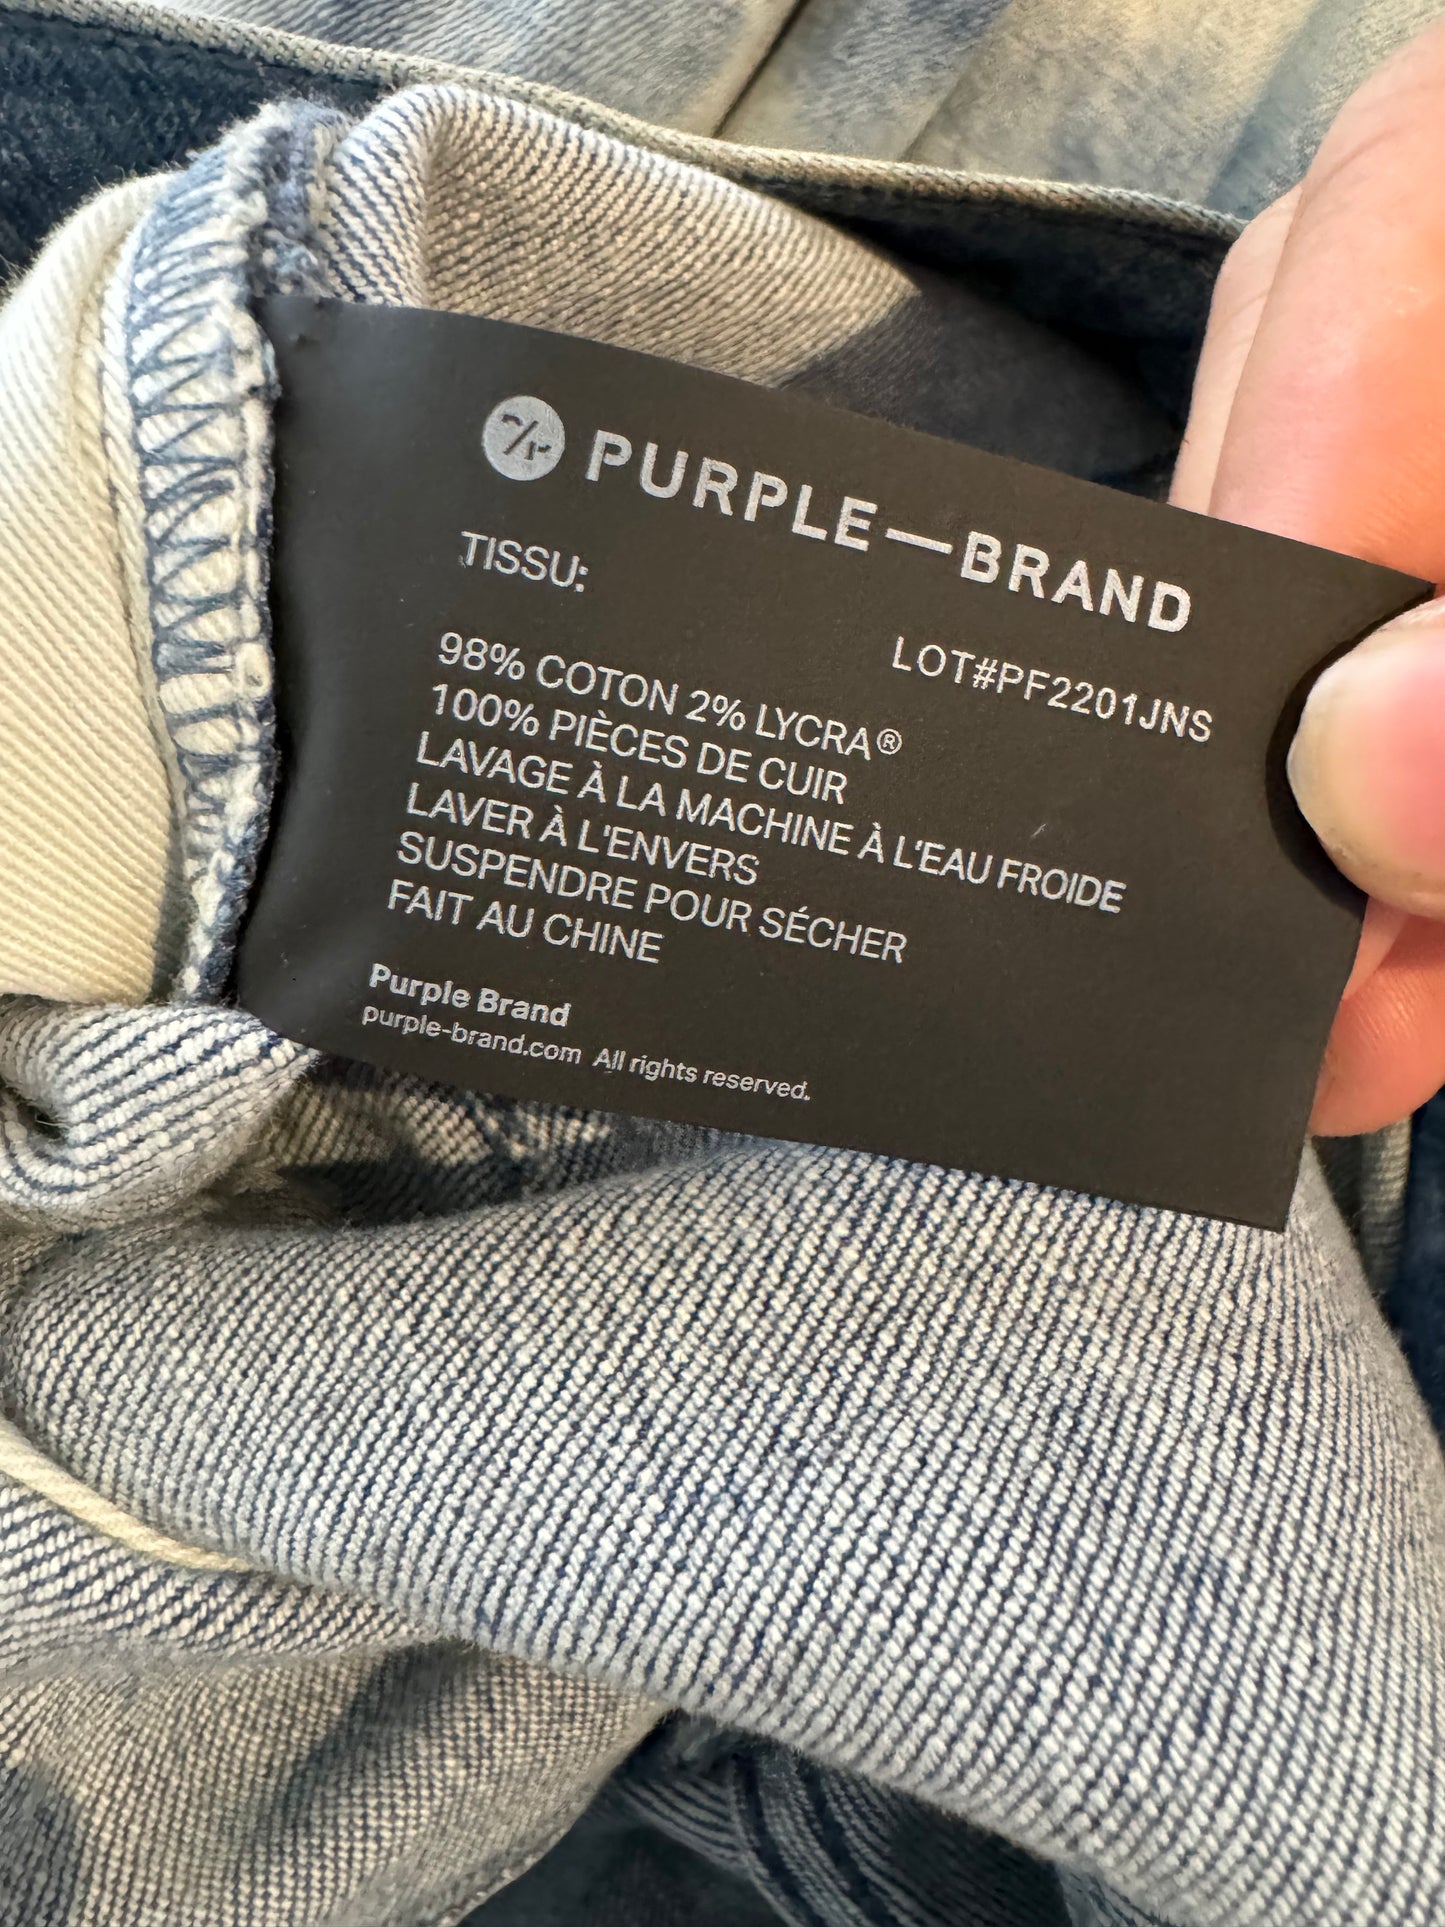 PURPLE—BRAND
TISSU:
LOT#PF2201JNS
98% COTON 2% LYCRA®
100% PIÈCES DE CUIR
LAVAGE À LA MACHINE À L'EAU FROIDE
LAVER À L'ENVERS
SUSPENDRE POUR SÉCHER
FAIT AU CHINE
Purple Brand
purple-brand.com All rights reserved.